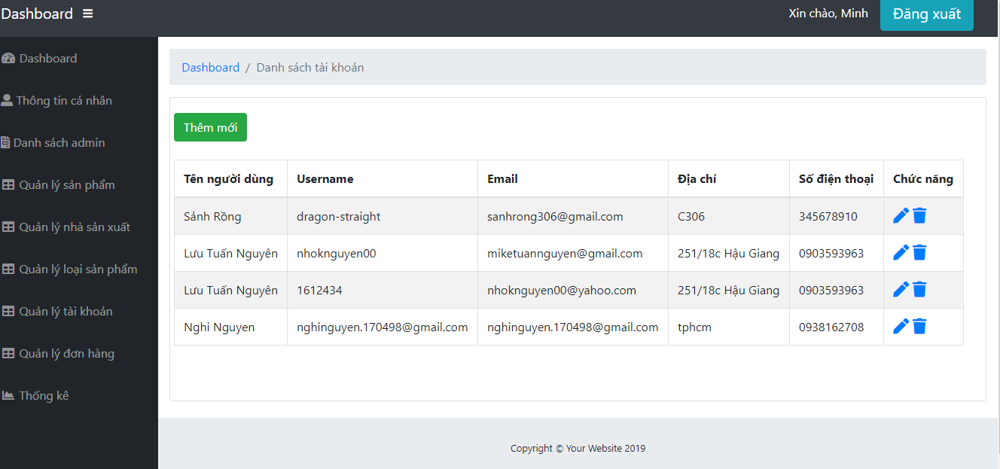 Dashboard
Xin chào, Minh
Đăng xuất
Dashboard
Thông tin cá nhân
Danh sách admin
Quản lý sản phẩm
Quản lý nhà sản xuất
Quản lý loại sản phẩm
Quản lý tài khoản
Quản lý đơn hàng
Thống kê
Dashboard / Danh sách tài khoản
Thêm mới
Tên người dùng Username Email Địa chỉ Số điện thoại Chức năng
Sảnh Rồng dragon-straight sanhrong306@gmail.com C306 345678910
Lưu Tuấn Nguyên nhoknguyen00 miketuannguyen@gmail.com 251/18c Hậu Giang 0903593963
Lưu Tuấn Nguyên 1612434 nhoknguyen00@yahoo.com 251/18c Hậu Giang 0903593963
Nghi Nguyen nghinguyen.170498@gmail.com nghinguyen.170498@gmail.com tphcm 0938162708
Copyright © Your Website 2019